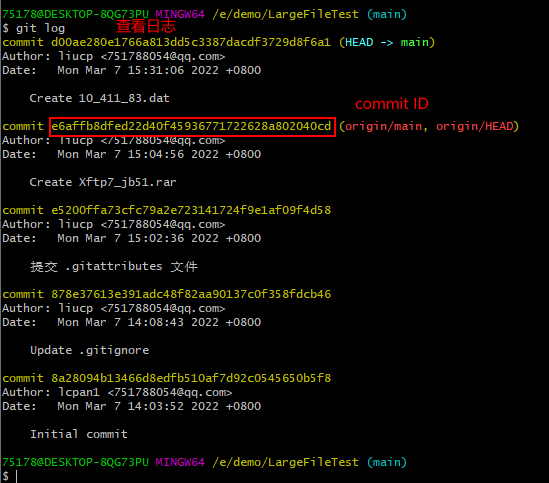 75178@DESKTOP-8QG73PU MINGW64 /e/demo/LargeFileTest (main)
$ git log 查看日志
commit d00ae280e1766a813dd5c3387dacdf3729d8f6a1 (HEAD -> main)
Author: liucp <751788054@qq.com>
Date:   Mon Mar 7 15:31:06 2022 +0800
Create 10_411_83.dat
commit ID
commit e6affb8dfed22d40f45936771722628a802040cd (origin/main, origin/HEAD)
Author: liucp <751788054@qq.com>
Date:   Mon Mar 7 15:04:56 2022 +0800
Create Xftp7_jb51.rar
commit e5200ffa73cfc79a2e723141724f9e1af09f4d58
Author: liucp <751788054@qq.com>
Date:   Mon Mar 7 15:02:36 2022 +0800
提交 .gitattributes 文件
commit 878e37613e391adc48f82aa90137c0f358fdcb46
Author: liucp <751788054@qq.com>
Date:   Mon Mar 7 14:08:43 2022 +0800
Update .gitignore
commit 8a28094b13466d8edfb510af7d92c0545650b5f8
Author: lcpan1 <751788054@qq.com>
Date:   Mon Mar 7 14:03:52 2022 +0800
Initial commit
75178@DESKTOP-8QG73PU MINGW64 /e/demo/LargeFileTest (main)
$